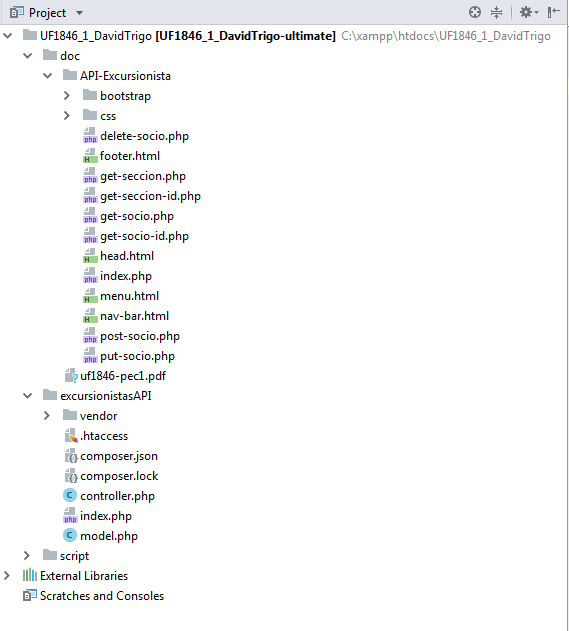 Project
UF1846_1_DavidTrigo [UF1846_1_DavidTrigo-ultimate] C:\xampp\htdocs\UF1846_1_DavidTrigo
doc
API-Excursionista
bootstrap
css
delete-socio.php
footer.html
get-seccion.php
get-seccion-id.php
get-socio.php
get-socio-id.php
head.html
index.php
menu.html
nav-bar.html
post-socio.php
put-socio.php
uf1846-pec1.pdf
excursionistasAPI
vendor
.htaccess
composer.json
composer.lock
controller.php
index.php
model.php
script
External Libraries
Scratches and Consoles